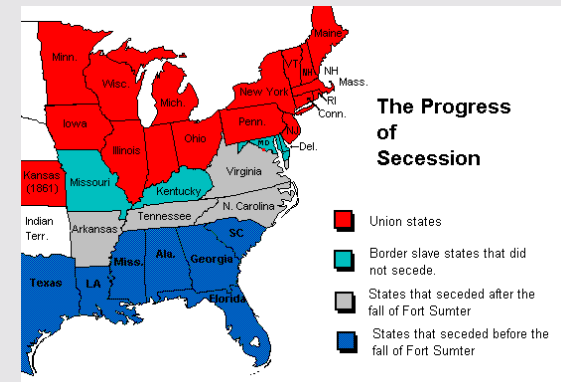 Maine
Minn.
VT
NH
NH
Wisc.
Mass.
Mich.
New York
RI
Conn.
The Progress
of
Secession
Iowa
Penn.
NJ
Ohio
Illinois
MD
Del.
Kansas
(1861)
Missouri
Virginia
Kentucky
N. Carolina
Tennessee
Indian
Terr.
Arkansas
SC
Union states
Miss.
Ala.
Georgia
Border slave states that did
not secede.
Texas
LA
Florida
States that seceded after the
fall of Fort Sumter
States that seceded before the
fall of Fort Sumter